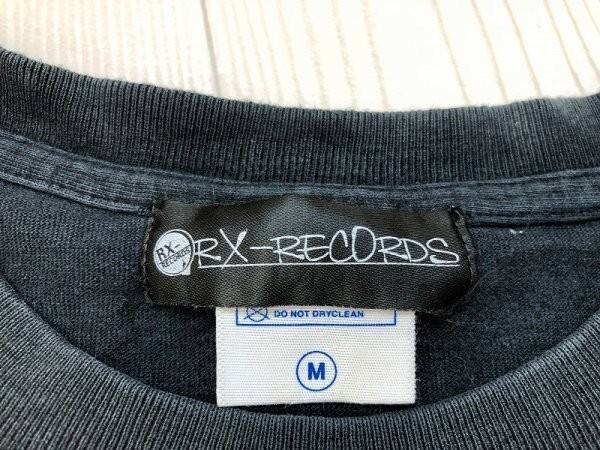 RX-
RECORDS
RX-RECORDS
DO NOT DRYCLEAN
M